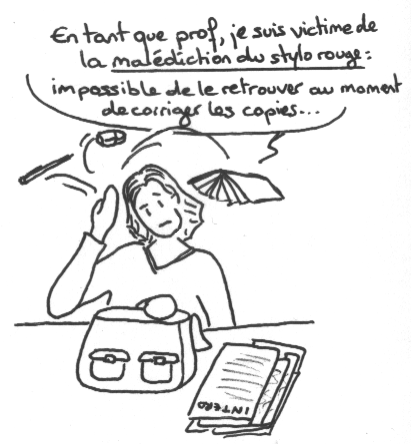 En tant que prof, je suis victime de
la malédiction du stylo rouge :
impossible de le retrouver au moment
de corriger les copies...
INTERO